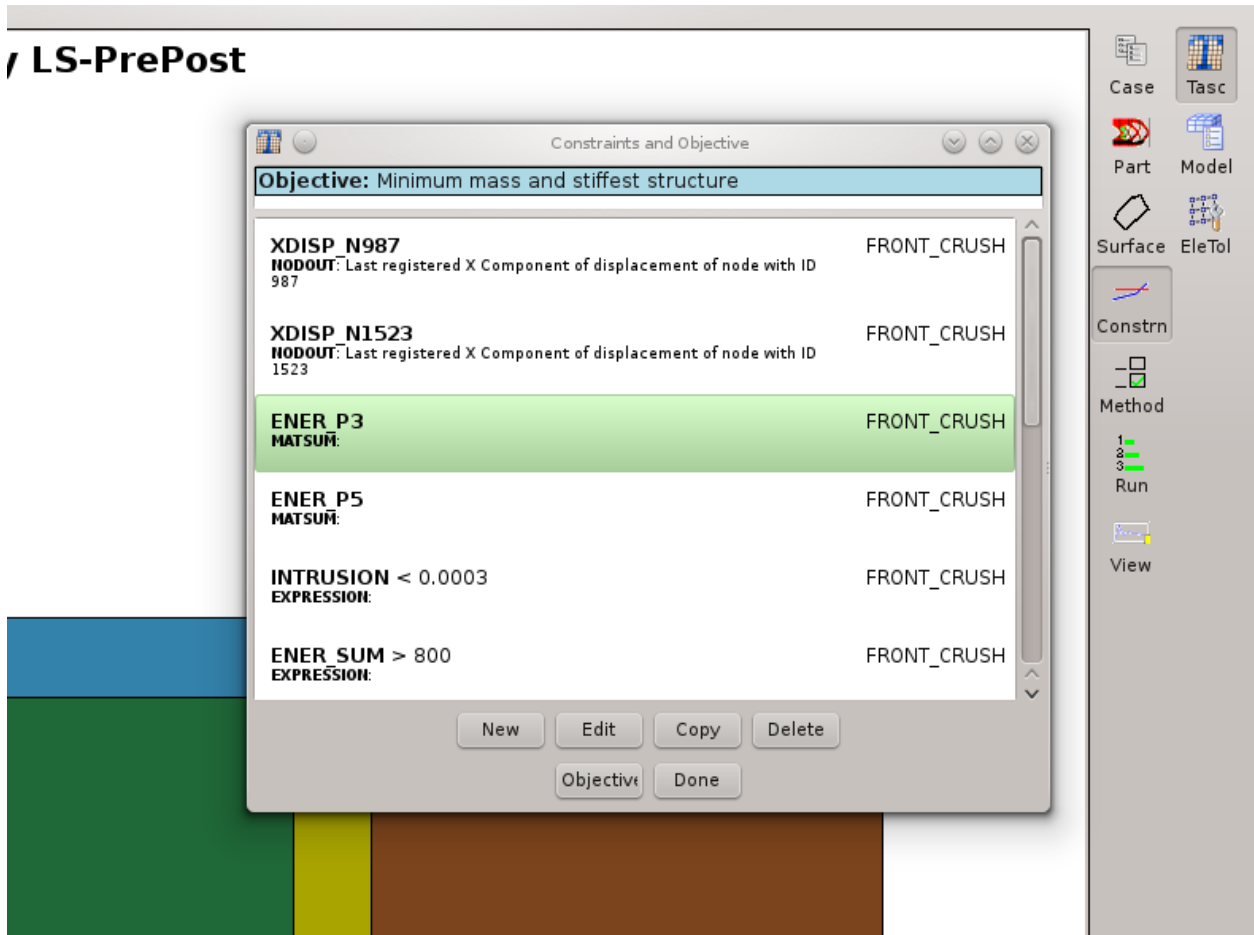 y LS-PrePost
Constraints and Objective
Objective: Minimum mass and stiffest structure
XDISP_N987 FRONT_CRUSH
NODOUT: Last registered X Component of displacement of node with ID
987
XDISP_N1523 FRONT_CRUSH
NODOUT: Last registered X Component of displacement of node with ID
1523
ENER_P3 FRONT_CRUSH
MATSUM:
ENER_P5 FRONT_CRUSH
MATSUM:
INTRUSION < 0.0003 FRONT_CRUSH
EXPRESSION:
ENER_SUM > 800 FRONT_CRUSH
EXPRESSION:
New Edit Copy Delete
Objective Done
Case Tasc
Part Model
Surface EleTol
Constrn
Method
1
2
3
Run
View